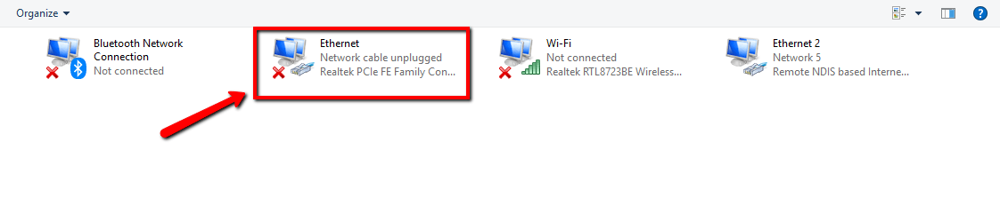 Organize
Bluetooth Network
Connection
Not connected
Ethernet
Network cable unplugged
Realtek PCIe FE Family Con...
Wi-Fi
Not connected
Realtek RTL8723BE Wireless...
Ethernet 2
Network 5
Remote NDIS based Interne...